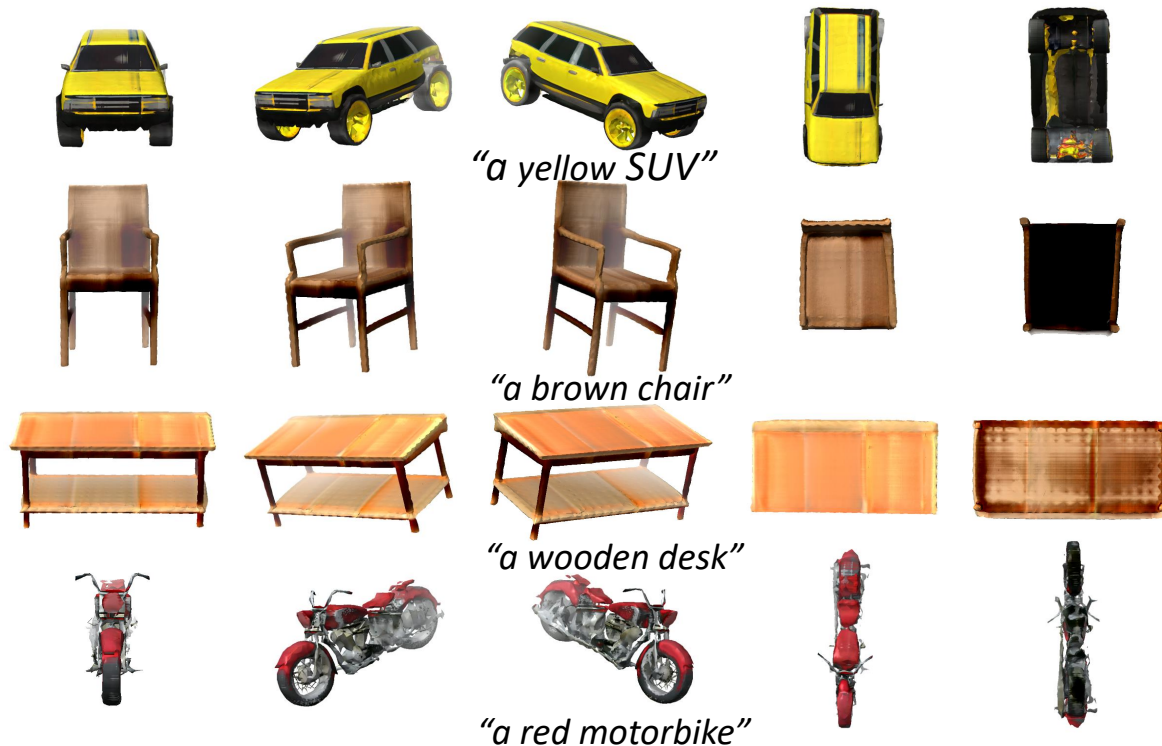 “a yellow SUV”
“a brown chair”
“a wooden desk”
“a red motorbike”